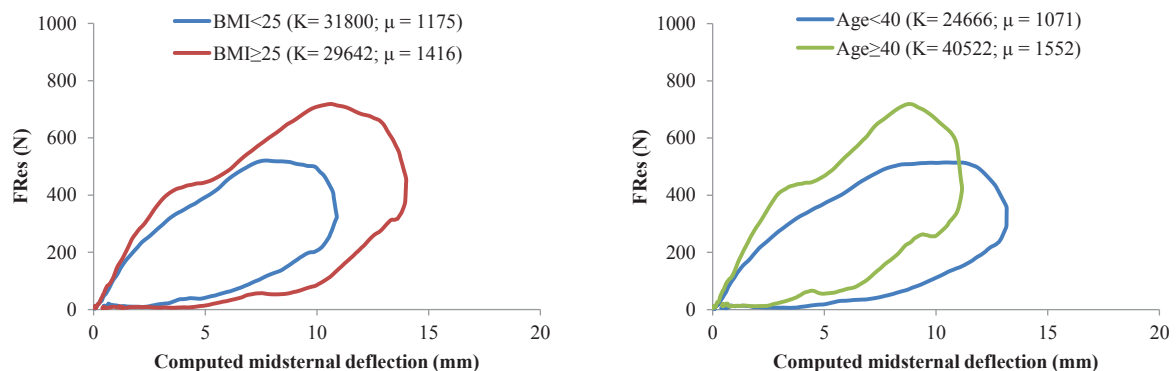 BMI<25 (K= 31800; μ = 1175)
BMI≥25 (K= 29642; μ = 1416)
1000
800
600
400
200
0
FRes (N)
0 5 10 15 20
Computed midsternal deflection (mm)
Age<40 (K= 24666; μ = 1071)
Age≥40 (K= 40522; μ = 1552)
1000
800
600
400
200
0
FRes (N)
0 5 10 15 20
Computed midsternal deflection (mm)